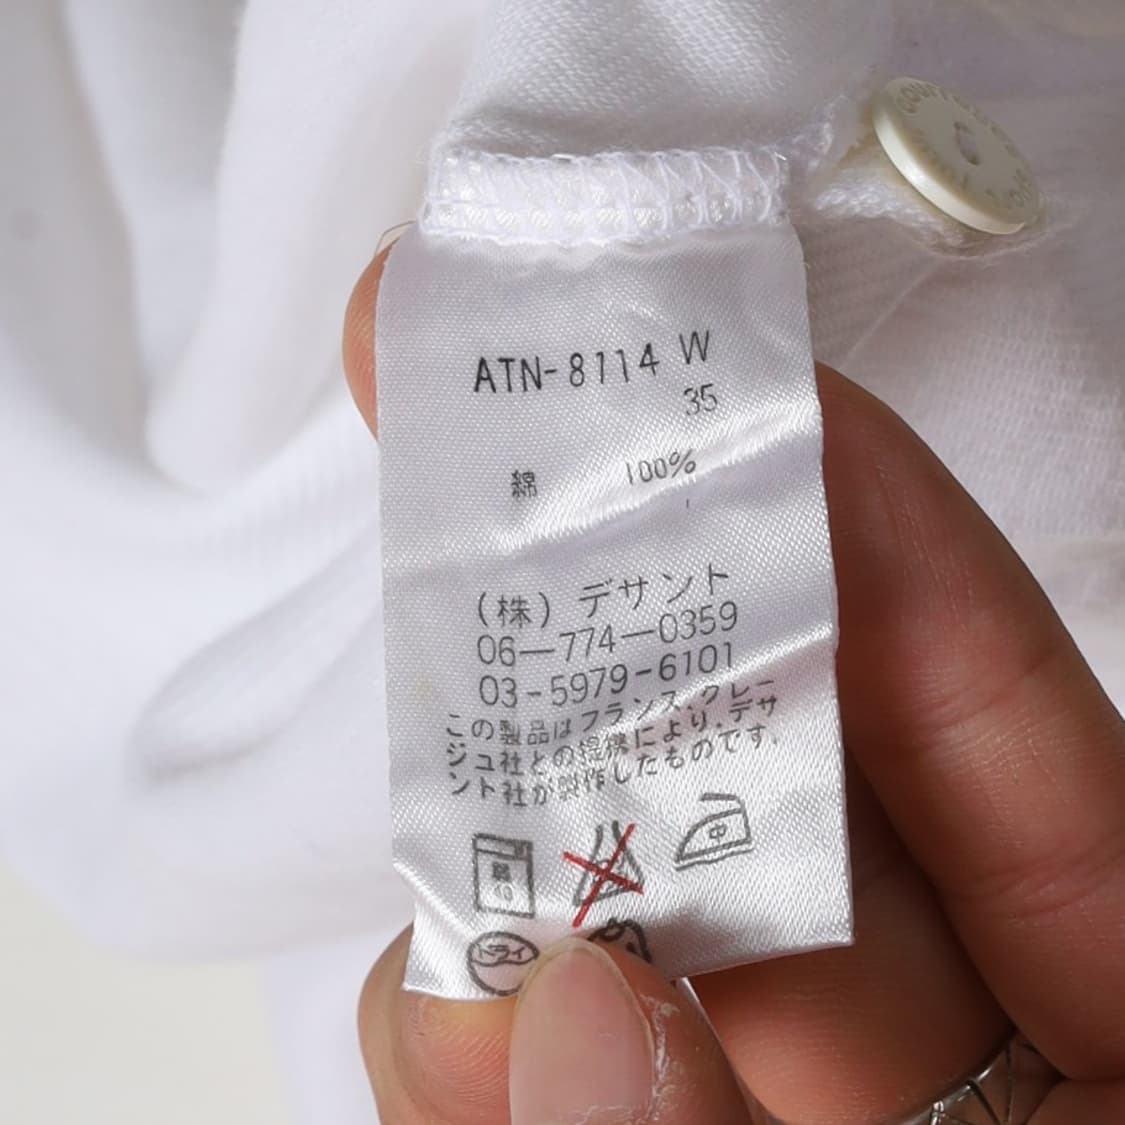 ATN-8114 W
35
綿 100%
(株) デサント
06—774—0359
03-5979-6101
この製品はフランス.クレー
ジュ社との提携により.デサ
ント社が製作したものです.
中
ドライ